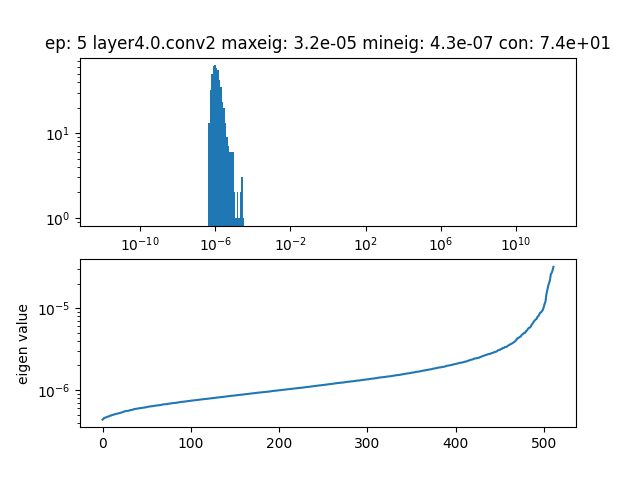 ep: 5 layer4.0.conv2 maxeig: 3.2e-05 mineig: 4.3e-07 con: 7.4e+01
10¹
10⁰
10⁻¹⁰ 10⁻⁶ 10⁻² 10² 10⁶ 10¹⁰
eigen value
10⁻⁵
10⁻⁶
0 100 200 300 400 500